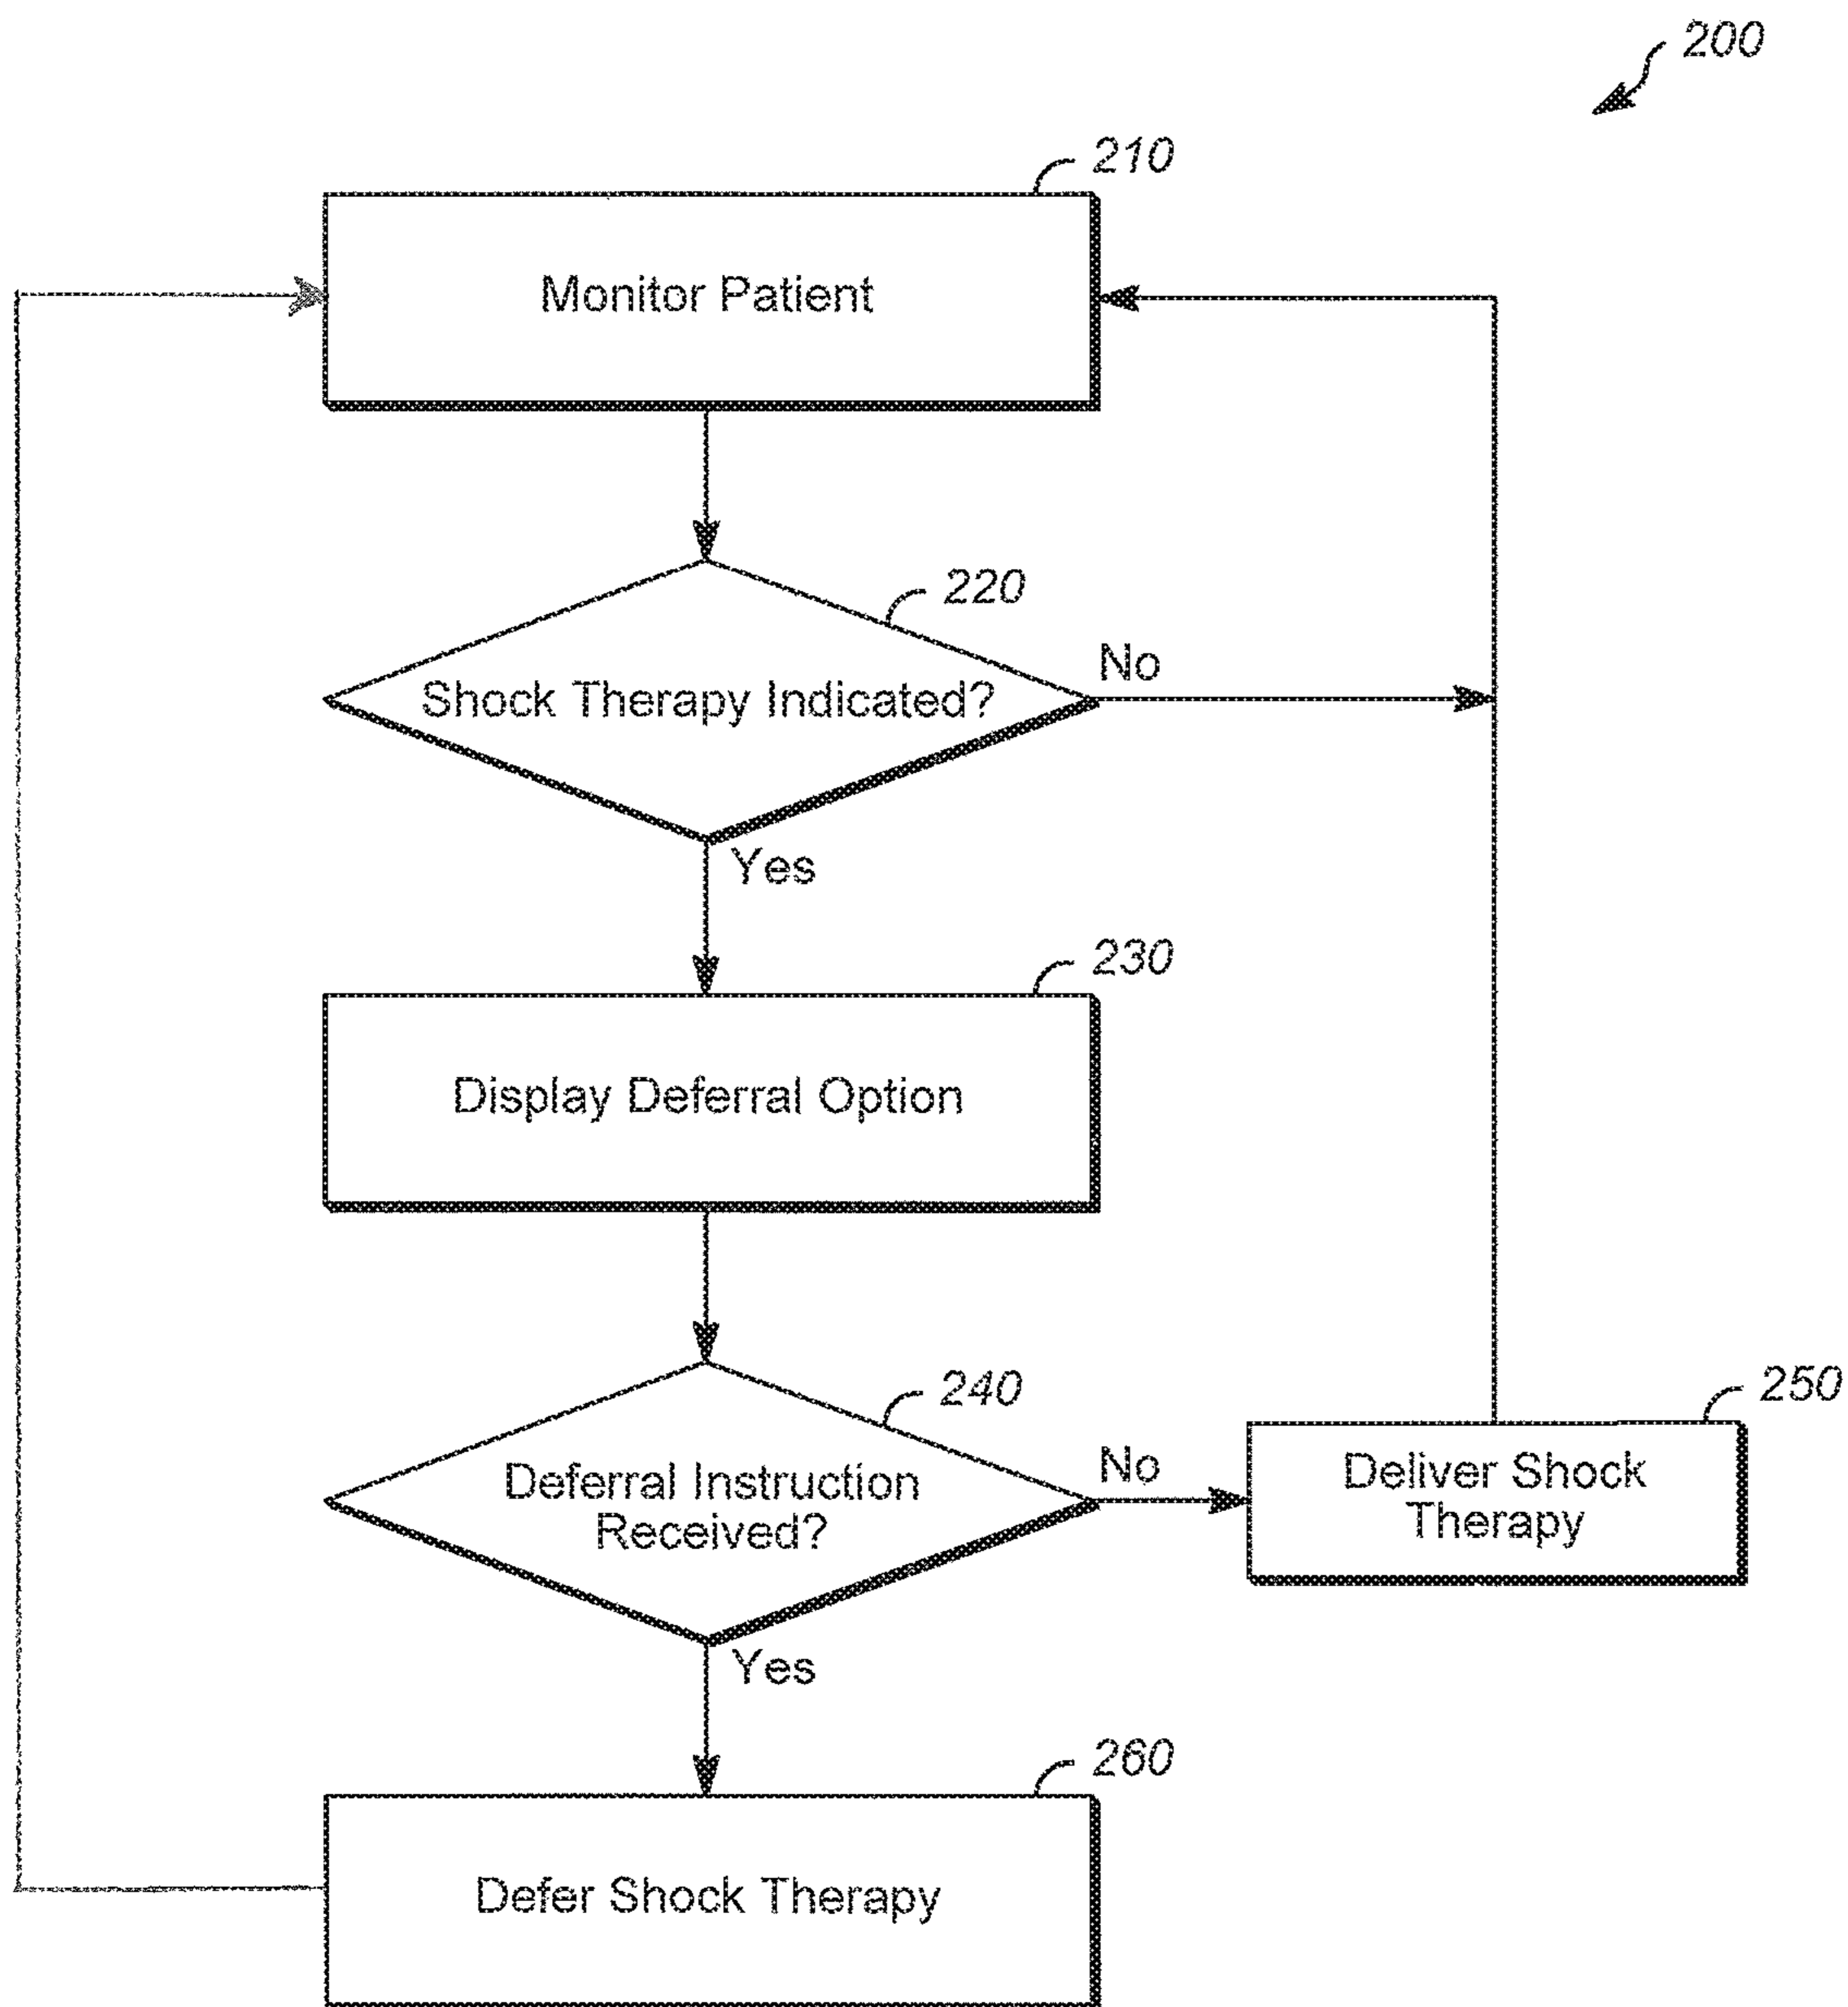 200
210
Monitor Patient
220
Shock Therapy Indicated?
No
Yes
230
Display Deferral Option
240
Deferral Instruction
Received?
No
250
Deliver Shock
Therapy
Yes
260
Defer Shock Therapy